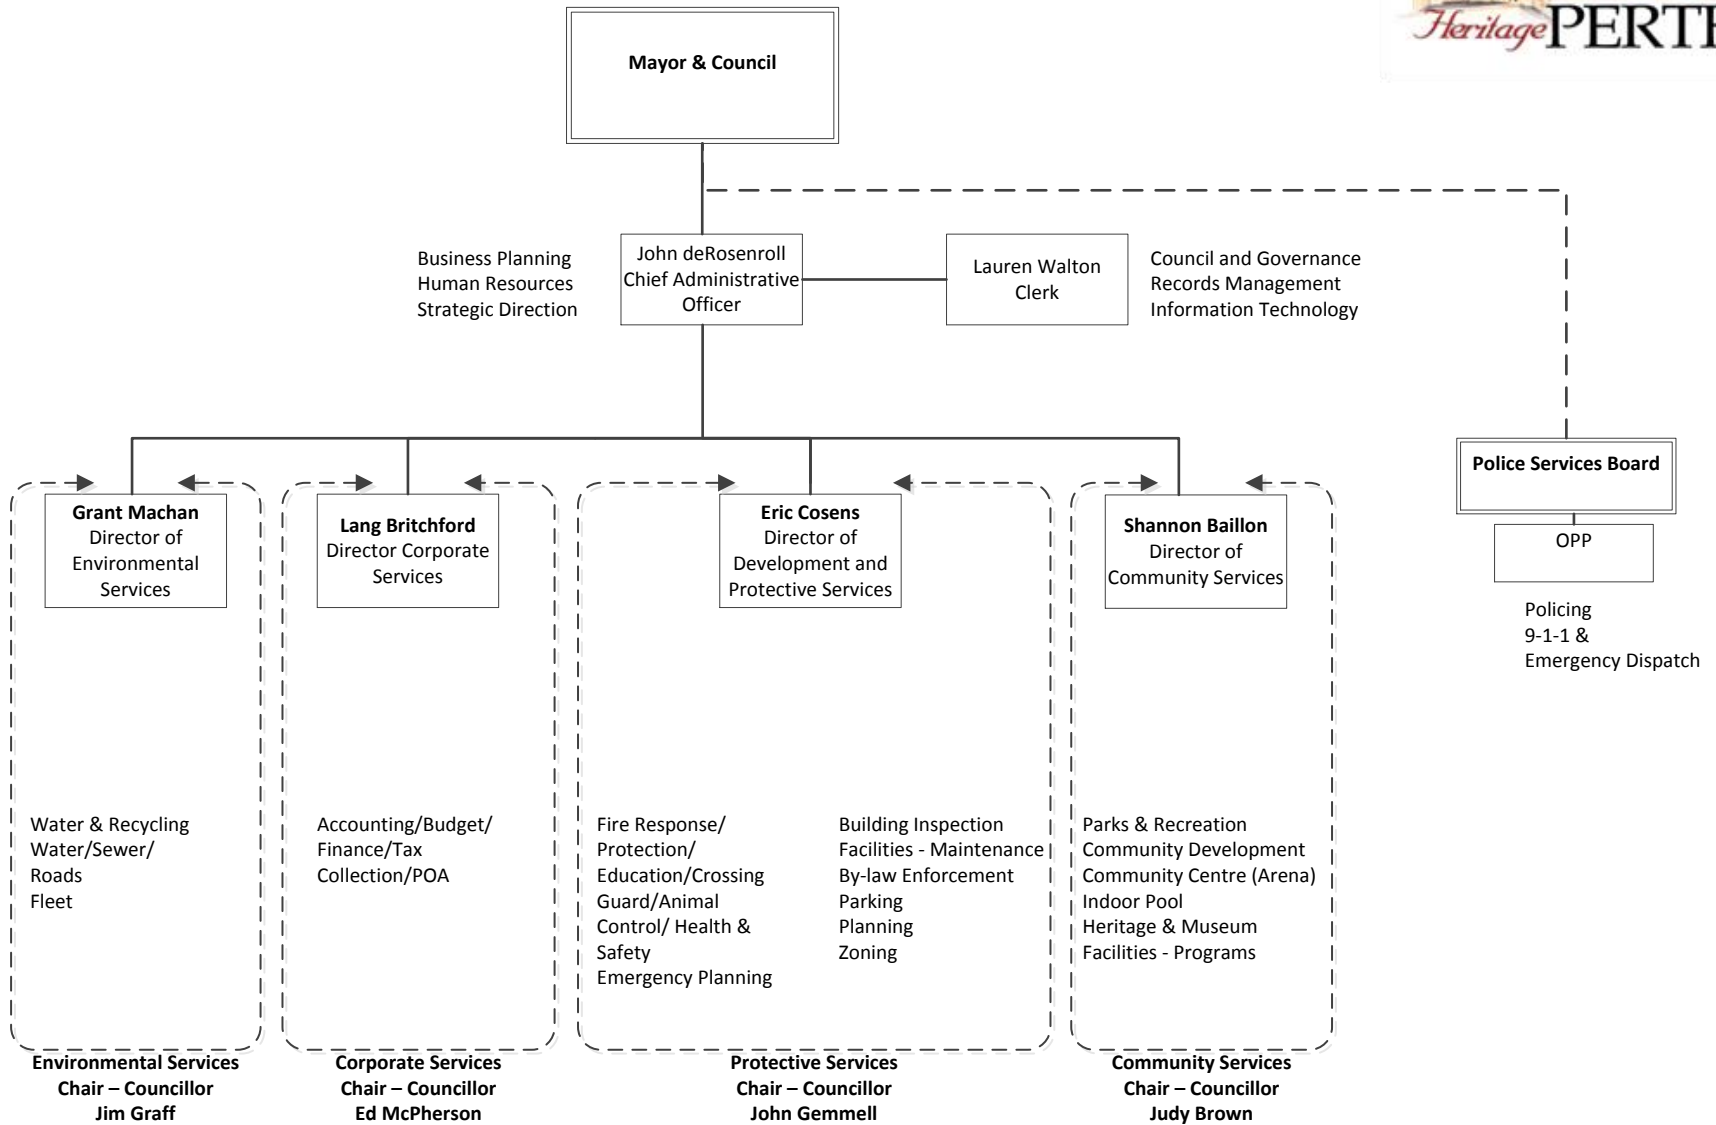 Heritage PERTH
Mayor & Council
Business Planning
Human Resources
Strategic Direction
John deRosenroll
Chief Administrative
Officer
Lauren Walton
Clerk
Council and Governance
Records Management
Information Technology
Police Services Board
OPP
Policing
9-1-1 &
Emergency Dispatch
Grant Machan
Director of
Environmental
Services
Lang Britchford
Director Corporate
Services
Eric Cosens
Director of
Development and
Protective Services
Shannon Baillon
Director of
Community Services
Water & Recycling
Water/Sewer/
Roads
Fleet
Accounting/Budget/
Finance/Tax
Collection/POA
Fire Response/
Protection/
Education/Crossing
Guard/Animal
Control/ Health &
Safety
Emergency Planning
Building Inspection
Facilities - Maintenance
By-law Enforcement
Parking
Planning
Zoning
Parks & Recreation
Community Development
Community Centre (Arena)
Indoor Pool
Heritage & Museum
Facilities - Programs
Environmental Services
Chair – Councillor
Jim Graff
Corporate Services
Chair – Councillor
Ed McPherson
Protective Services
Chair – Councillor
John Gemmell
Community Services
Chair – Councillor
Judy Brown